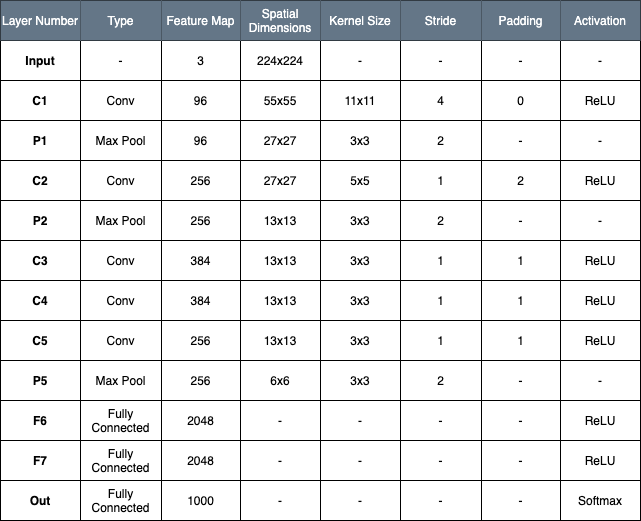 Layer Number Type Feature Map Spatial Dimensions Kernel Size Stride Padding Activation
Input - 3 224x224 - - - -
C1 Conv 96 55x55 11x11 4 0 ReLU
P1 Max Pool 96 27x27 3x3 2 - -
C2 Conv 256 27x27 5x5 1 2 ReLU
P2 Max Pool 256 13x13 3x3 2 - -
C3 Conv 384 13x13 3x3 1 1 ReLU
C4 Conv 384 13x13 3x3 1 1 ReLU
C5 Conv 256 13x13 3x3 1 1 ReLU
P5 Max Pool 256 6x6 3x3 2 - -
F6 Fully Connected 2048 - - - - ReLU
F7 Fully Connected 2048 - - - - ReLU
Out Fully Connected 1000 - - - - Softmax